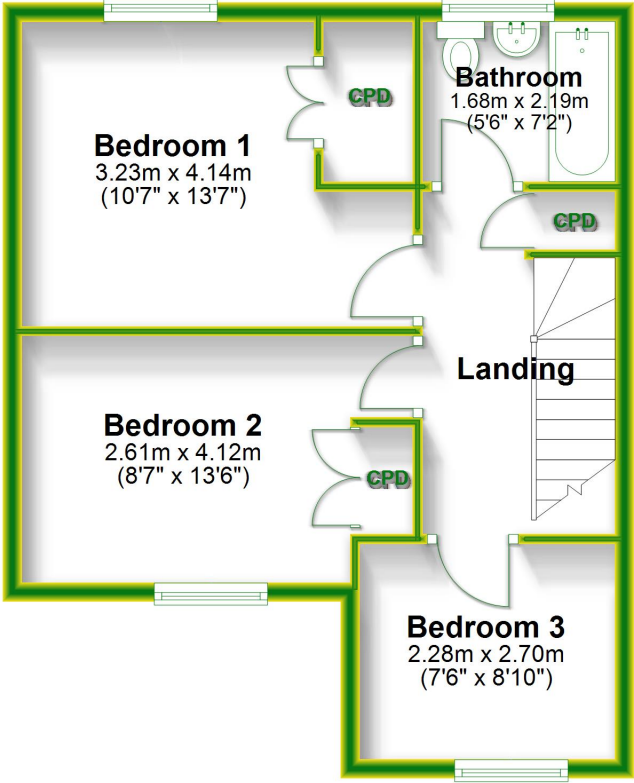 CPD
Bathroom
1.68m x 2.19m
(5'6" x 7'2")
Bedroom 1
3.23m x 4.14m
(10'7" x 13'7")
CPD
Landing
Bedroom 2
2.61m x 4.12m
(8'7" x 13'6")
CPD
Bedroom 3
2.28m x 2.70m
(7'6" x 8'10")